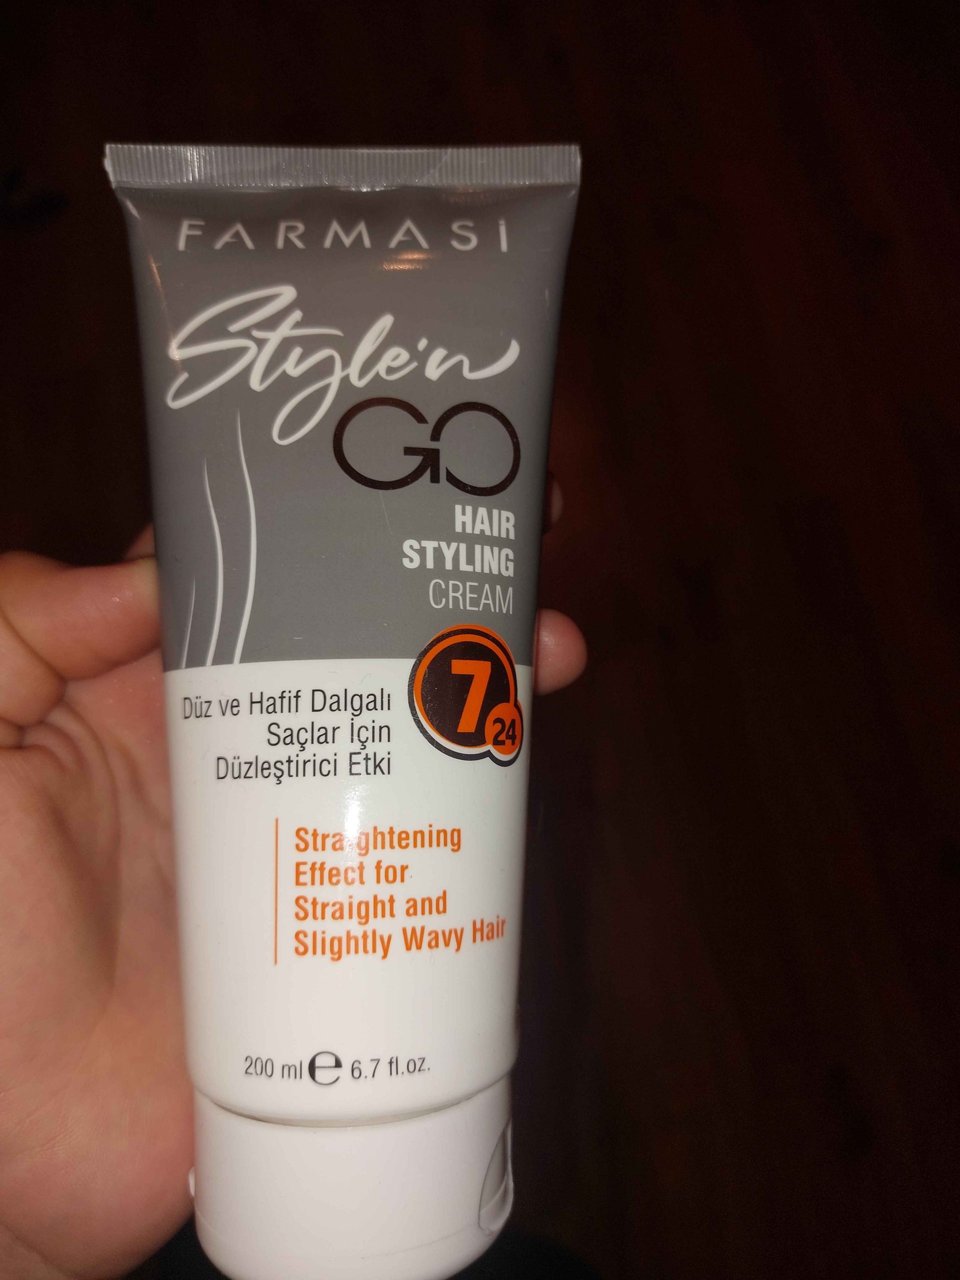 FARMASİ
Style'n
GO
HAIR
STYLING
CREAM
7
24
Düz ve Hafif Dalgalı
Saçlar İçin
Düzleştirici Etki
Straightening
Effect for
Straight and
Slightly Wavy Hair
200 ml e 6.7 fl.oz.